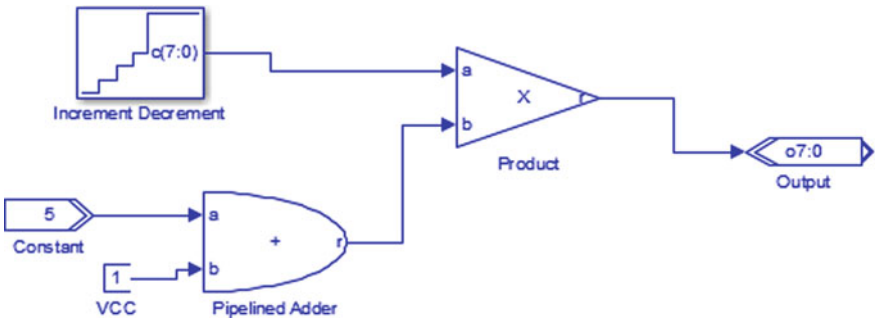 c(7:0)
Increment Decrement
a
X
r
b
Product
o7:0
Output
5
Constant
a
+
r
b
1
VCC
Pipelined Adder